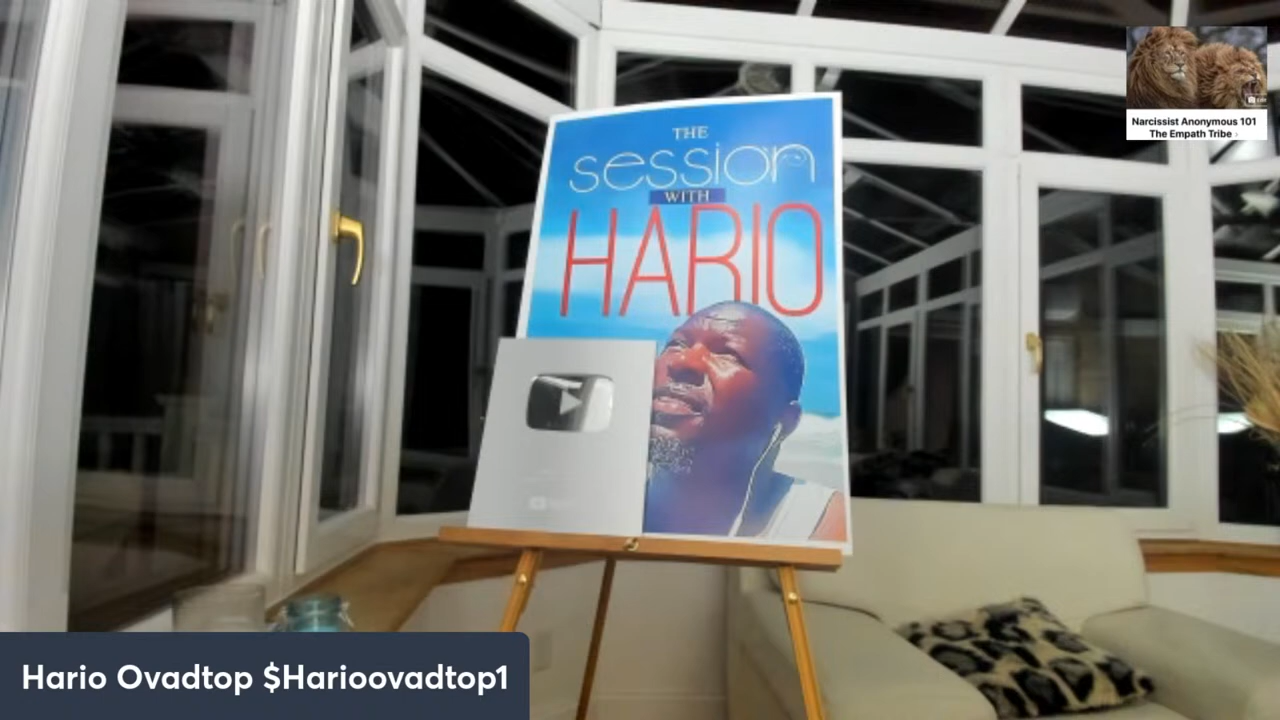 THE
session
WITH
HARIO
Narcissist Anonymous 101
The Empath Tribe
Hario Ovadtop $Harioovadtop1